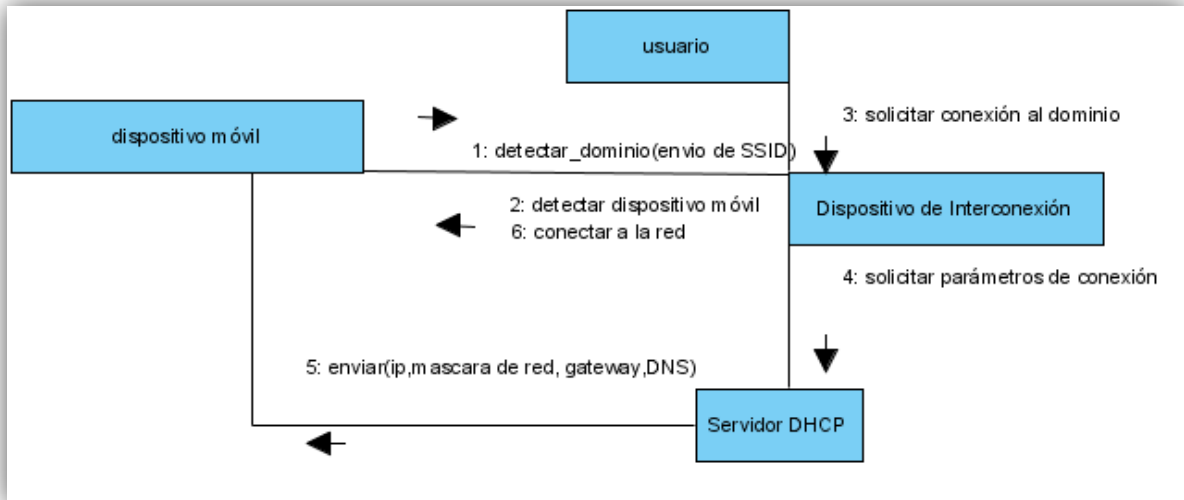 usuario
dispositivo móvil
3: solicitar conexión al dominio
1: detectar_dominio(envio de SSID)
2: detectar dispositivo móvil
6: conectar a la red
Dispositivo de Interconexión
4: solicitar parámetros de conexión
5: enviar(ip,mascara de red, gateway,DNS)
Servidor DHCP